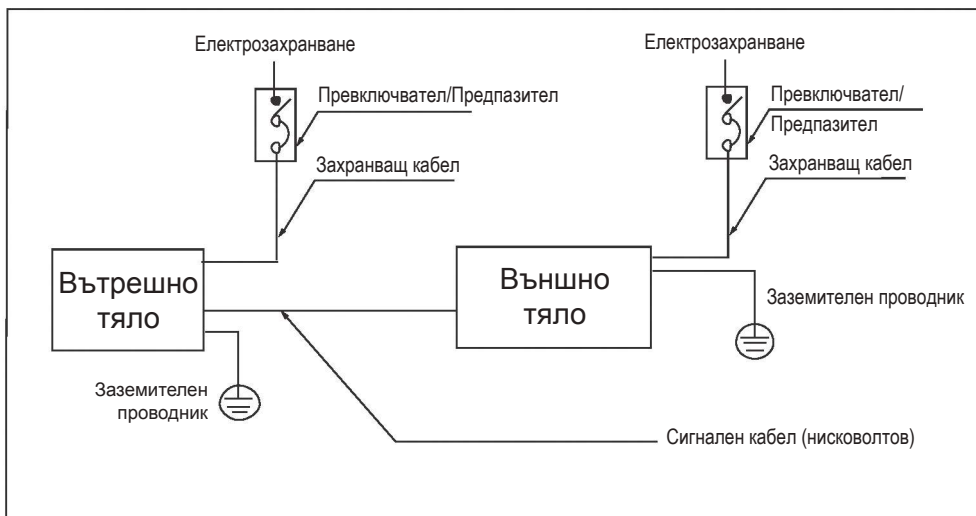 Електрозахранване
Електрозахранване
Превключвател/Предпазител
Превключвател/
Предпазител
Захранващ кабел
Захранващ кабел
Вътрешно
тяло
Външно
тяло
Заземителен проводник
Заземителен
проводник
Сигнален кабел (нисковолтов)